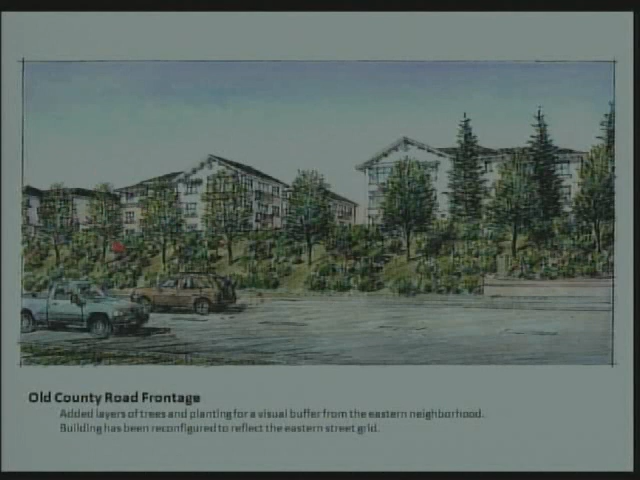 Old County Road Frontage
Added layers of trees and planting for a visual buffer from the eastern neighborhood.
Building has been reconfigured to reflect the eastern street grid.